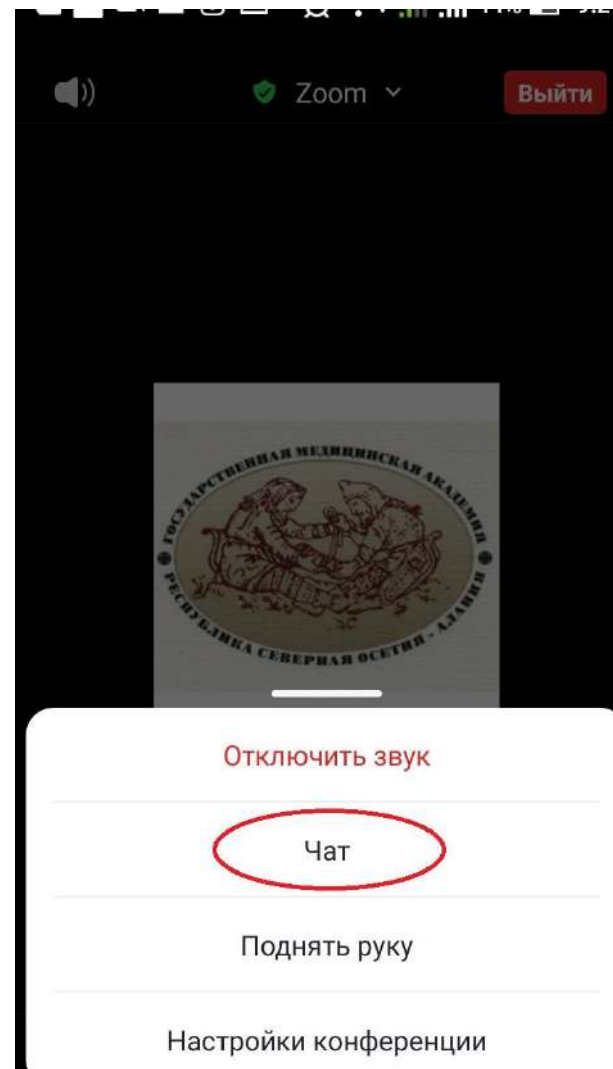 Zoom
Выйти
ГОСУДАРСТВЕННАЯ МЕДИЦИНСКАЯ АКАДЕМИЯ
РЕСПУБЛИКА СЕВЕРНАЯ ОСЕТИЯ - АЛАНИЯ
Отключить звук
Чат
Поднять руку
Настройки конференции